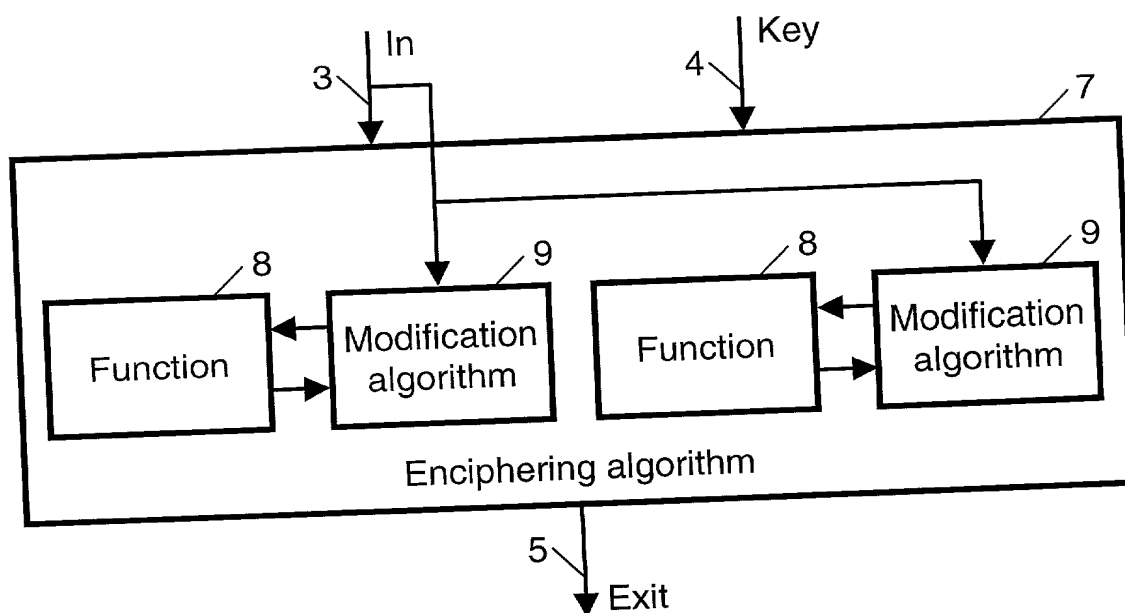 In
Key
3
4
7
8
9
8
9
Function
Modification
algorithm
Function
Modification
algorithm
Enciphering algorithm
5
Exit